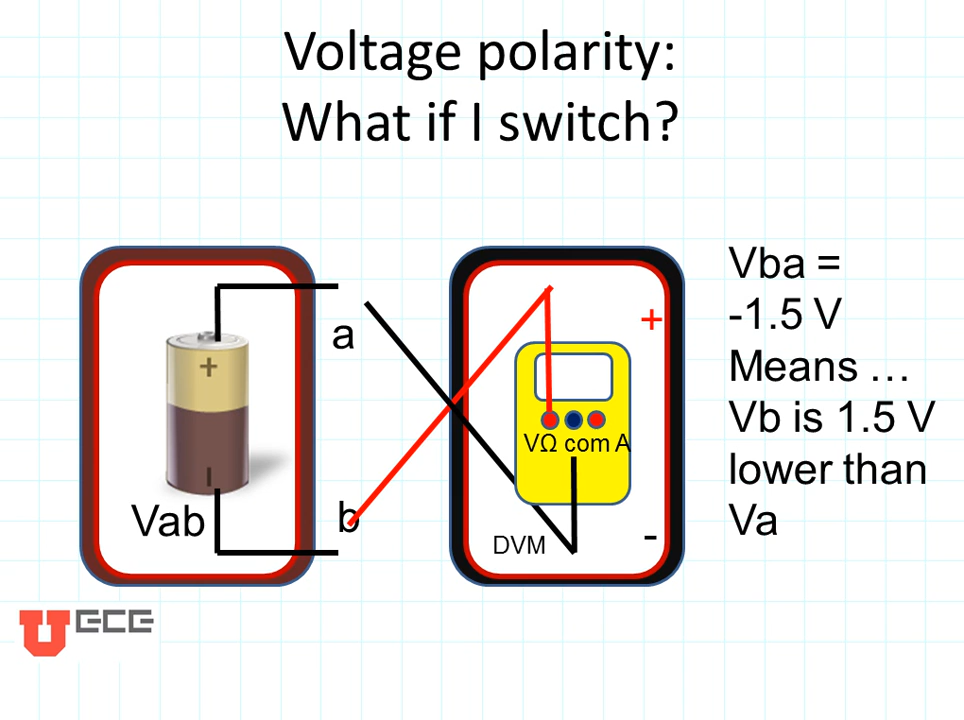 Voltage polarity:
What if I switch?
+
a
Vab
b
+
VΩ com A
DVM
-
Vba =
-1.5 V
Means …
Vb is 1.5 V
lower than
Va
U ECE